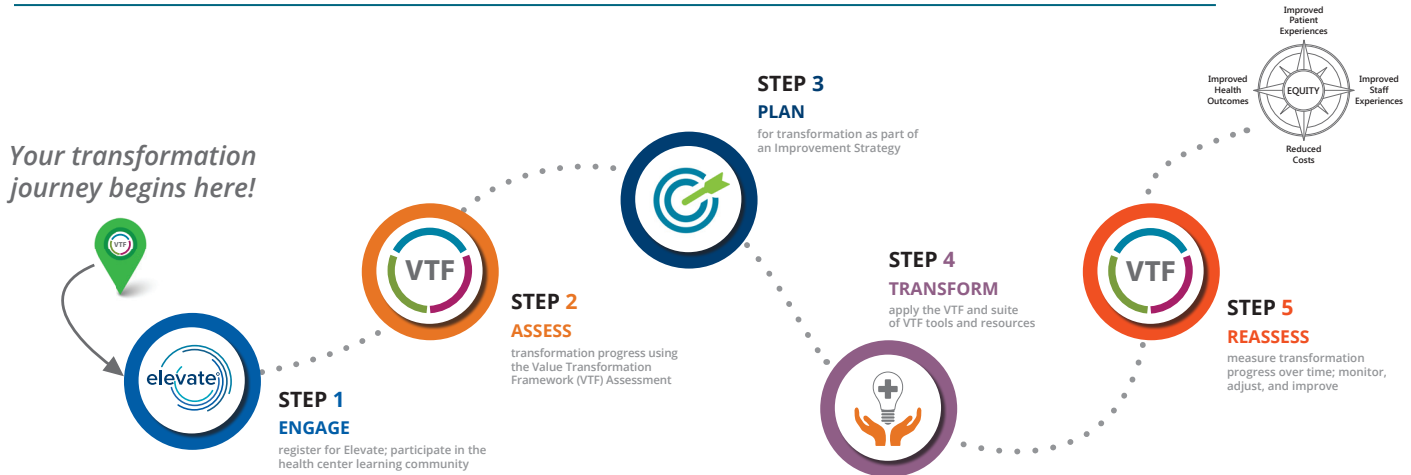 Your transformation
journey begins here!
VTF
elevate
STEP 1
ENGAGE
register for Elevate; participate in the
health center learning community
VTF
STEP 2
ASSESS
transformation progress using
the Value Transformation
Framework (VTF) Assessment
STEP 3
PLAN
for transformation as part of
an Improvement Strategy
STEP 4
TRANSFORM
apply the VTF and suite
of VTF tools and resources
VTF
STEP 5
REASSESS
measure transformation
progress over time; monitor,
adjust, and improve
Improved
Patient
Experiences
Improved
Health
Outcomes
EQUITY
Improved
Staff
Experiences
Reduced
Costs